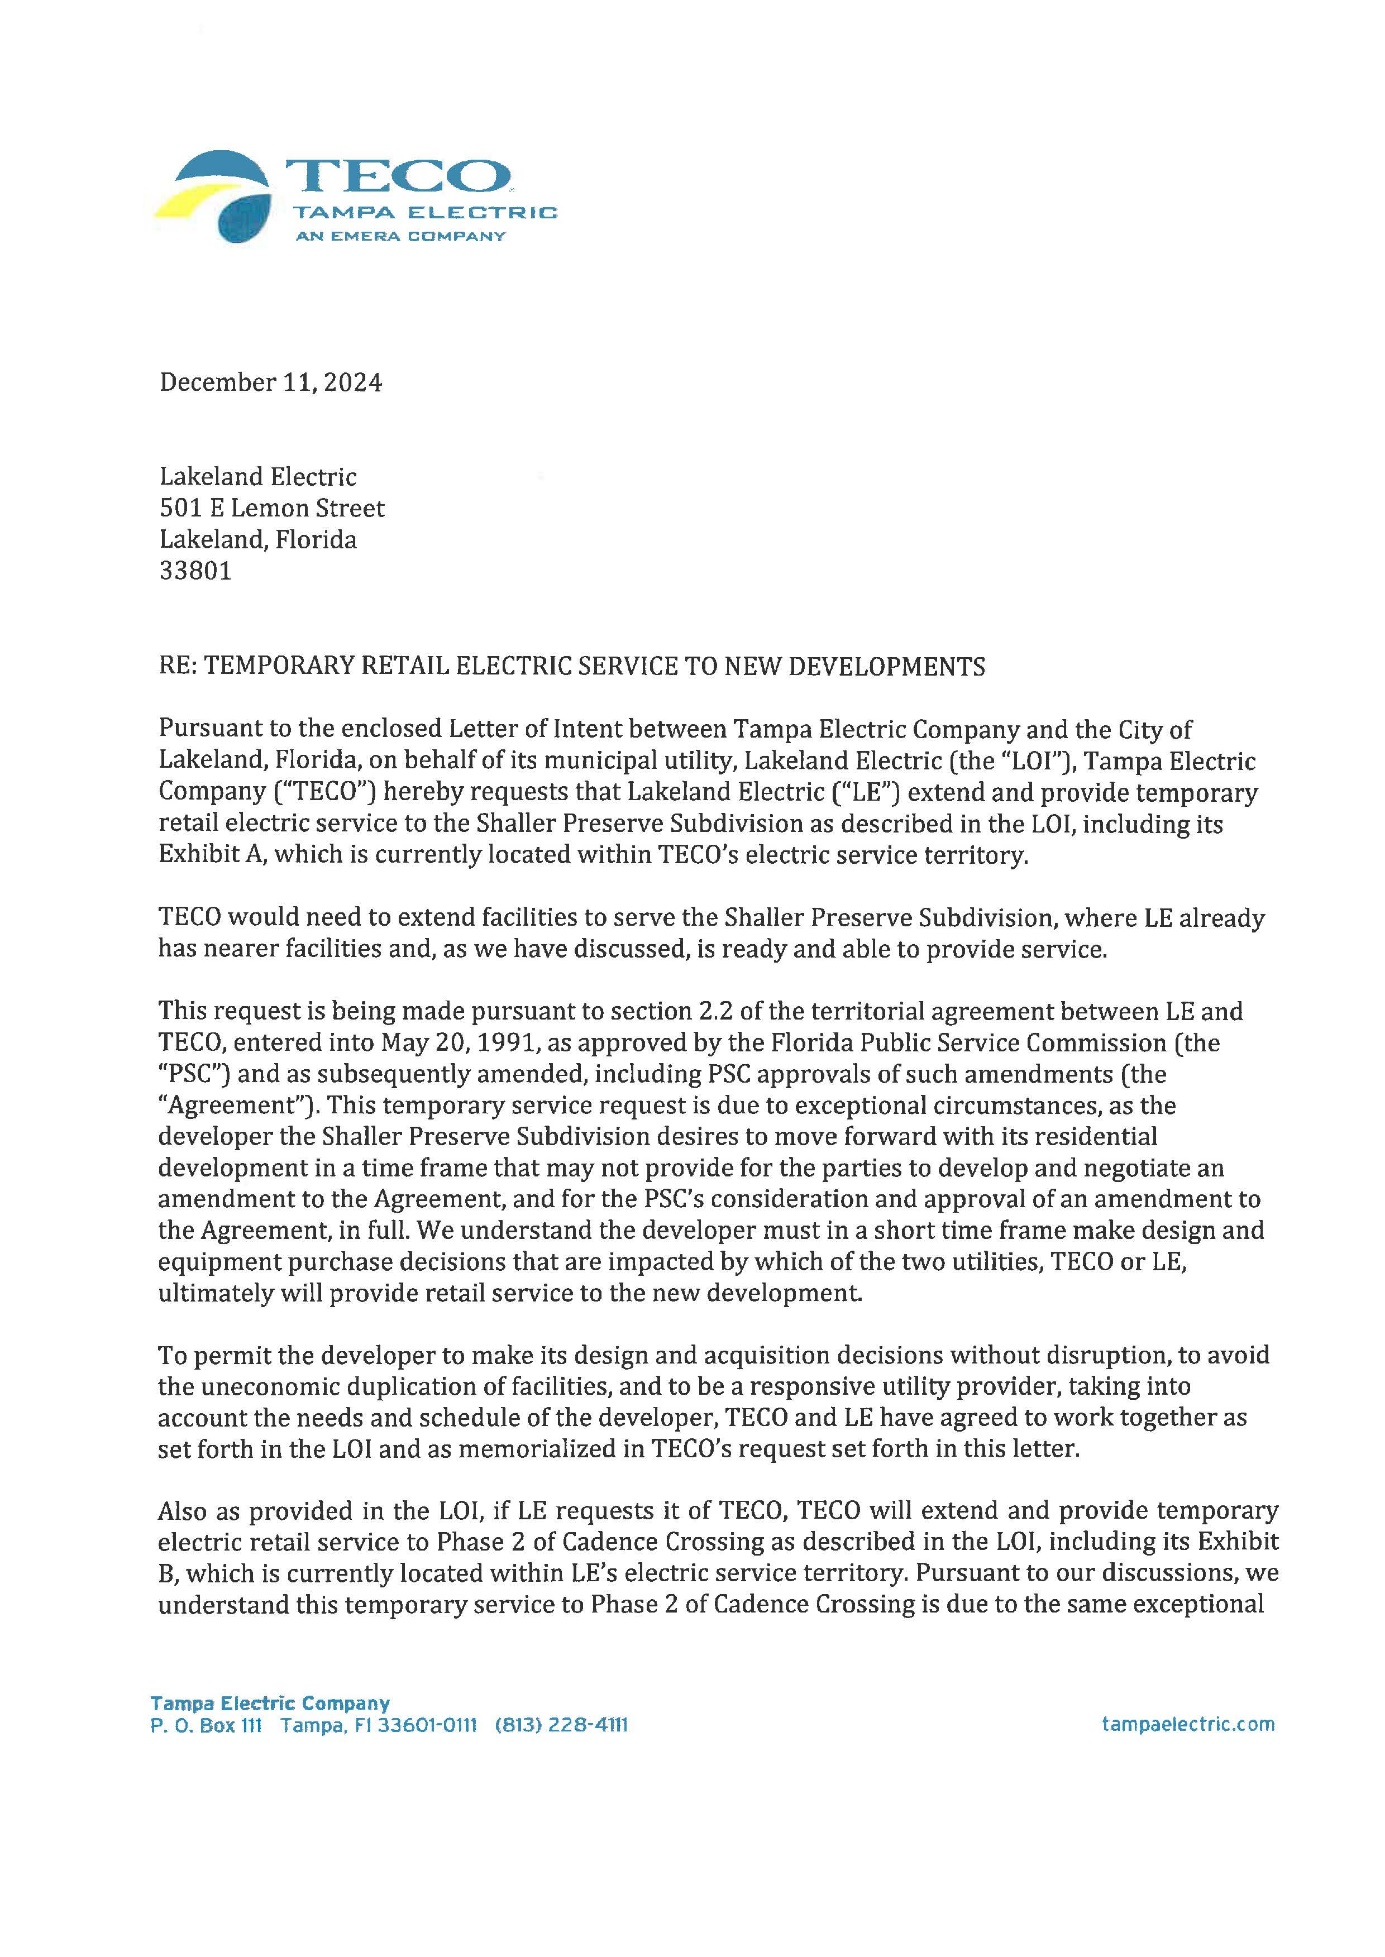 TECO
TAMPA ELECTRIC
AN EMERA COMPANY
December 11, 2024
Lakeland Electric
501 E Lemon Street
Lakeland, Florida
33801
RE: TEMPORARY RETAIL ELECTRIC SERVICE TO NEW DEVELOPMENTS
Pursuant to the enclosed Letter of Intent between Tampa Electric Company and the City of
Lakeland, Florida, on behalf of its municipal utility, Lakeland Electric (the “LOI”), Tampa Electric
Company (“TECO”) hereby requests that Lakeland Electric (“LE”) extend and provide temporary
retail electric service to the Shaller Preserve Subdivision as described in the LOI, including its
Exhibit A, which is currently located within TECO’s electric service territory.
TECO would need to extend facilities to serve the Shaller Preserve Subdivision, where LE already
has nearer facilities and, as we have discussed, is ready and able to provide service.
This request is being made pursuant to section 2.2 of the territorial agreement between LE and
TECO, entered into May 20, 1991, as approved by the Florida Public Service Commission (the
“PSC”) and as subsequently amended, including PSC approvals of such amendments (the
“Agreement”). This temporary service request is due to exceptional circumstances, as the
developer the Shaller Preserve Subdivision desires to move forward with its residential
development in a time frame that may not provide for the parties to develop and negotiate an
amendment to the Agreement, and for the PSC’s consideration and approval of an amendment to
the Agreement, in full. We understand the developer must in a short time frame make design and
equipment purchase decisions that are impacted by which of the two utilities, TECO or LE,
ultimately will provide retail service to the new development.
To permit the developer to make its design and acquisition decisions without disruption, to avoid
the uneconomic duplication of facilities, and to be a responsive utility provider, taking into
account the needs and schedule of the developer, TECO and LE have agreed to work together as
set forth in the LOI and as memorialized in TECO’s request set forth in this letter.
Also as provided in the LOI, if LE requests it of TECO, TECO will extend and provide temporary
electric retail service to Phase 2 of Cadence Crossing as described in the LOI, including its Exhibit
B, which is currently located within LE’s electric service territory. Pursuant to our discussions, we
understand this temporary service to Phase 2 of Cadence Crossing is due to the same exceptional
Tampa Electric Company
P. O. Box 111 Tampa, Fl 33601-0111 (813) 228-4111
tampaelectric.com